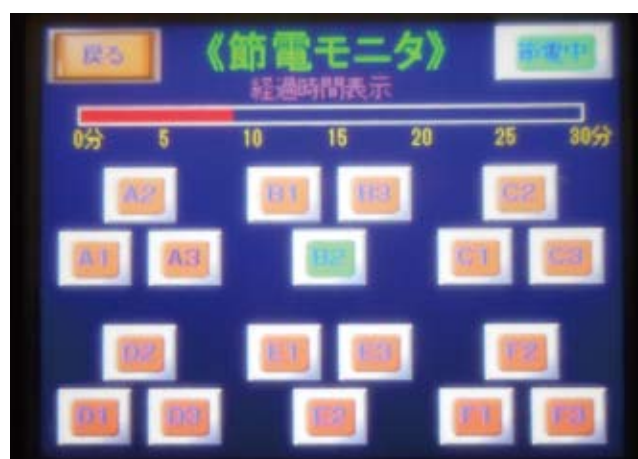 戻る 《節電モニタ》 節電中
経過時間表示
0分 5 10 15 20 25 30分
A2 B1 B3 C2
A1 A3 B2 C1 C3
D2 E1 E3 F2
D1 D3 E2 F1 F3